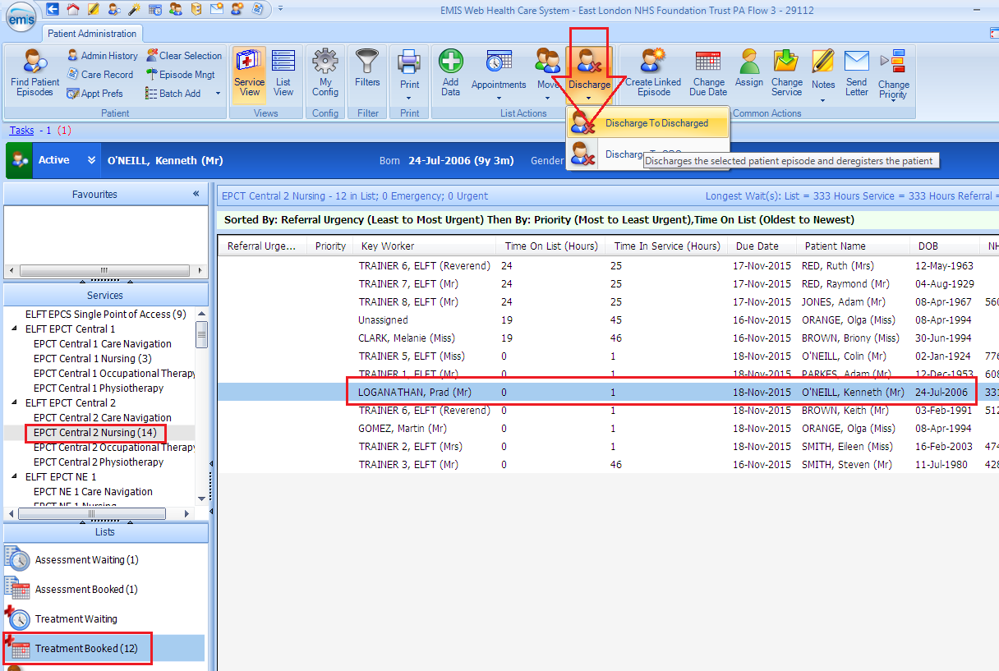 emis
EMIS Web Health Care System - East London NHS Foundation Trust PA Flow 3 - 29112
Patient Administration
Find Patient Episodes
Admin History
Care Record
Appt Prefs
Clear Selection
Episode Mngt
Batch Add
Patient
Service View
List View
Views
My Config
Config
Filters
Filter
Print
Print
Add Data
Appointments
Move
Discharge
List Actions
Create Linked Episode
Change Due Date
Assign
Change Service
Notes
Send Letter
Change Priority
Common Actions
Discharge To Discharged
Discharges the selected patient episode and deregisters the patient
Tasks - 1 (1)
Active
O'NEILL, Kenneth (Mr)
Born 24-Jul-2006 (9y 3m) Gender
Favourites «
Services
ELFT EPCS Single Point of Access (9)
ELFT EPCT Central 1
EPCT Central 1 Care Navigation
EPCT Central 1 Nursing (3)
EPCT Central 1 Occupational Therapy
EPCT Central 1 Physiotherapy
ELFT EPCT Central 2
EPCT Central 2 Care Navigation
EPCT Central 2 Nursing (14)
EPCT Central 2 Occupational Therapy
EPCT Central 2 Physiotherapy
ELFT EPCT NE 1
EPCT NE 1 Care Navigation
EPCT NE 1 Nursing
Lists
Assessment Waiting (1)
Assessment Booked (1)
Treatment Waiting
Treatment Booked (12)
EPCT Central 2 Nursing - 12 in List; 0 Emergency; 0 Urgent
Longest Wait(s): List = 333 Hours Service = 333 Hours Referral =
Sorted By: Referral Urgency (Least to Most Urgent) Then By: Priority (Most to Least Urgent),Time On List (Oldest to Newest)
Referral Urge... Priority Key Worker Time On List (Hours) Time In Service (Hours) Due Date Patient Name DOB NH
TRAINER 6, ELFT (Reverend) 24 25 17-Nov-2015 RED, Ruth (Mrs) 12-May-1963
TRAINER 7, ELFT (Mr) 24 25 17-Nov-2015 RED, Raymond (Mr) 04-Aug-1929
TRAINER 8, ELFT (Mr) 24 25 17-Nov-2015 JONES, Adam (Mr) 08-Apr-1967 560
Unassigned 19 45 16-Nov-2015 ORANGE, Olga (Miss) 08-Apr-1994
CLARK, Melanie (Miss) 19 46 16-Nov-2015 BROWN, Briony (Miss) 30-Jun-1994
TRAINER 5, ELFT (Miss) 0 1 18-Nov-2015 O'NEILL, Colin (Mr) 02-Jan-1924 776
TRAINER 1, ELFT (Mr) 0 1 18-Nov-2015 PARKES, Adam (Mr) 12-Dec-1953 608
LOGANATHAN, Prad (Mr) 0 1 18-Nov-2015 O'NEILL, Kenneth (Mr) 24-Jul-2006 331
TRAINER 6, ELFT (Reverend) 0 1 18-Nov-2015 BROWN, Keith (Mr) 03-Feb-1991 512
GOMEZ, Martin (Mr) 0 1 18-Nov-2015 ORANGE, Olga (Miss) 08-Apr-1994
TRAINER 2, ELFT (Mrs) 0 1 18-Nov-2015 SMITH, Eileen (Miss) 16-Feb-2003 474
TRAINER 3, ELFT (Mr) 0 46 16-Nov-2015 SMITH, Steven (Mr) 11-Jul-1980 428